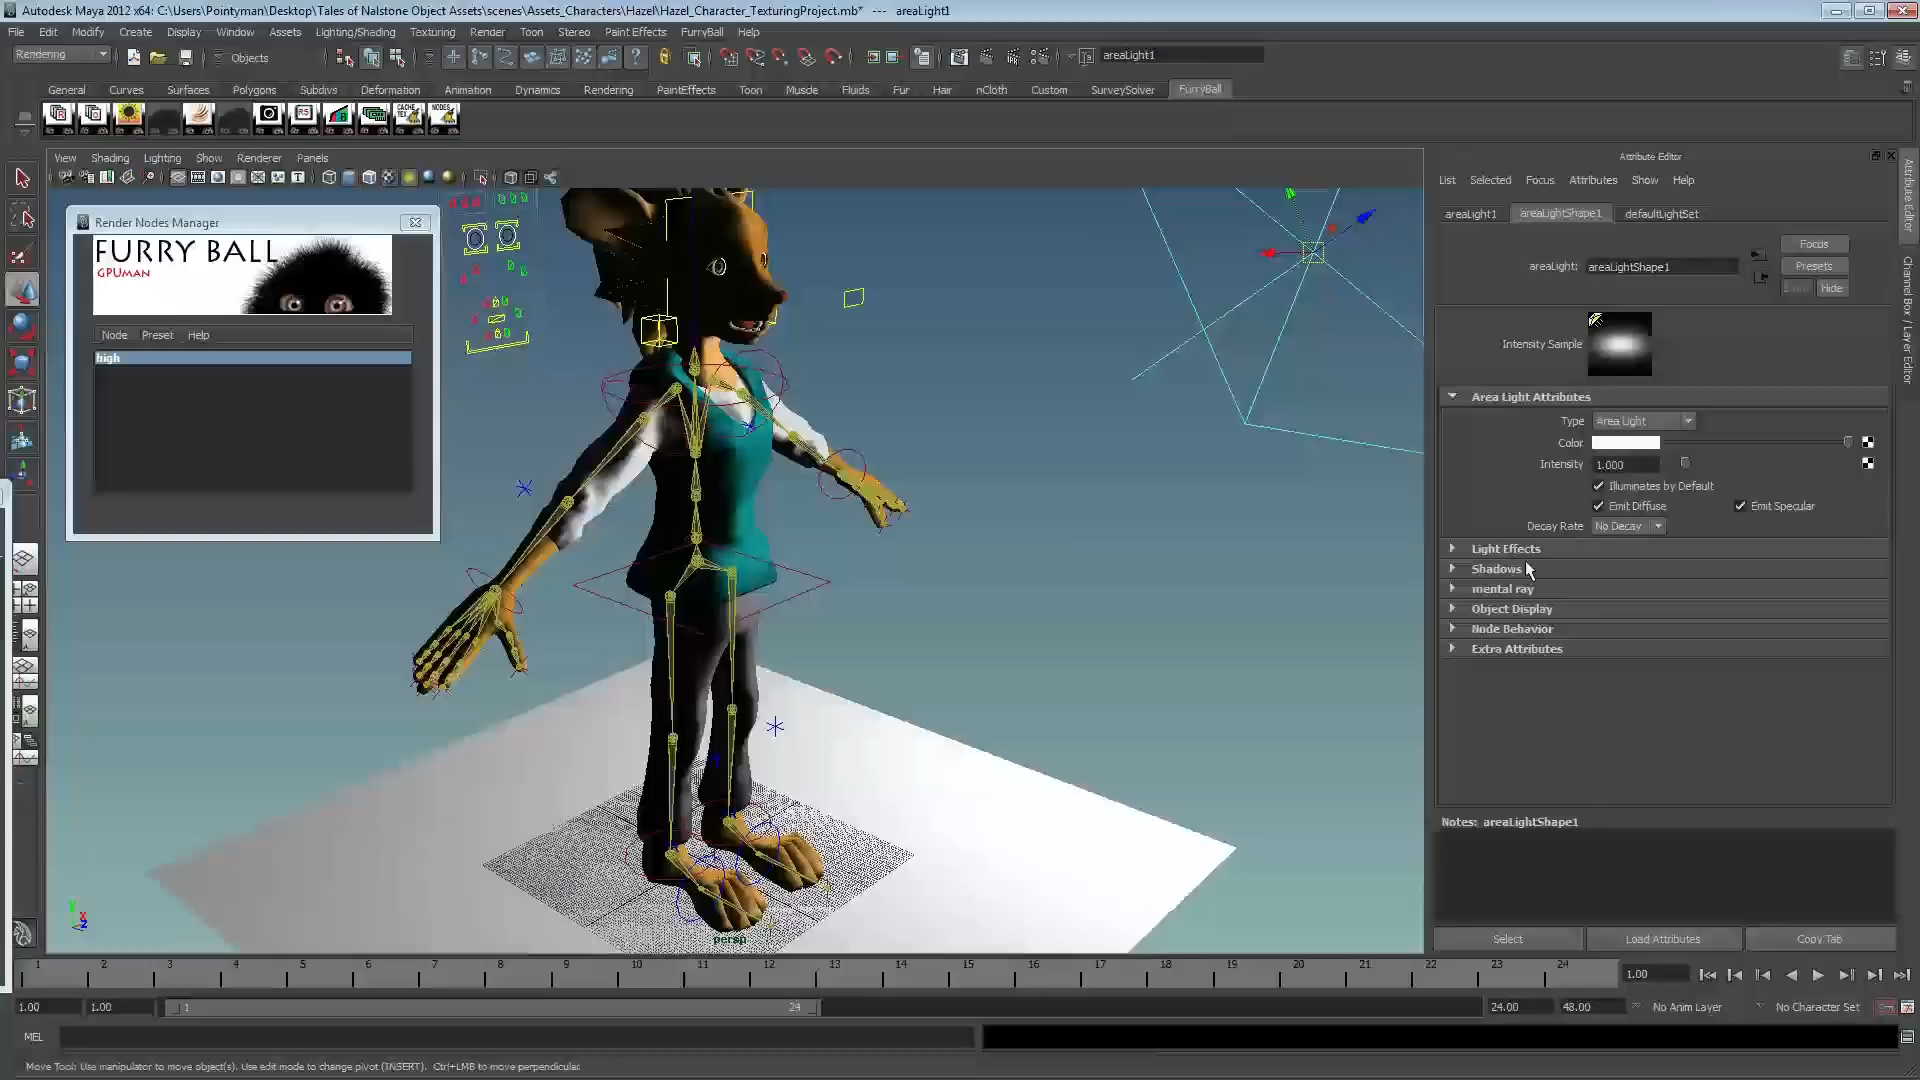 Autodesk Maya 2012 x64: C:\Users\Pointyman\Desktop\Tales of Nalstone Object Assets\scenes\Assets_Characters\Hazel\Hazel_Character_TexturingProject.mb*   ---   areaLight1
File Edit Modify Create Display Window Assets Lighting/Shading Texturing Render Toon Stereo Paint Effects FurryBall Help
Rendering Objects areaLight1
General Curves Surfaces Polygons Subdivs Deformation Animation Dynamics Rendering PaintEffects Toon Muscle Fluids Fur Hair nCloth Custom SurveySolver FurryBall
RS CACHE TEX NODES
View Shading Lighting Show Renderer Panels
Render Nodes Manager
FURRY BALL
GPUMAN
Node Preset Help
high
persp
Attribute Editor
List Selected Focus Attributes Show Help
areaLight1 areaLightShape1 defaultLightSet
Focus
areaLight: areaLightShape1 Presets
Hide
Intensity Sample
Area Light Attributes
Type Area Light
Color
Intensity 1.000
Illuminates by Default
Emit Diffuse Emit Specular
Decay Rate No Decay
Light Effects
Shadows
mental ray
Object Display
Node Behavior
Extra Attributes
Notes: areaLightShape1
Select Load Attributes Copy Tab
Attribute Editor
Channel Box / Layer Editor
1 2 3 4 5 6 7 8 9 10 11 12 13 14 15 16 17 18 19 20 21 22 23 24 1.00
1.00 1.00 1 24 24.00 48.00 No Anim Layer No Character Set
MEL
Move Tool: Use manipulator to move object(s). Use edit mode to change pivot (INSERT). Ctrl+LMB to move perpendicular.